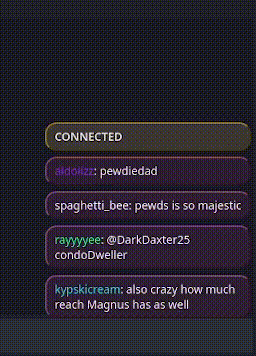 CONNECTED
aidolizz: pewdiedad
spaghetti_bee: pewds is so majestic
rayyyyee: @DarkDaxter25
condoDweller
kypskicream: also crazy how much
reach Magnus has as well